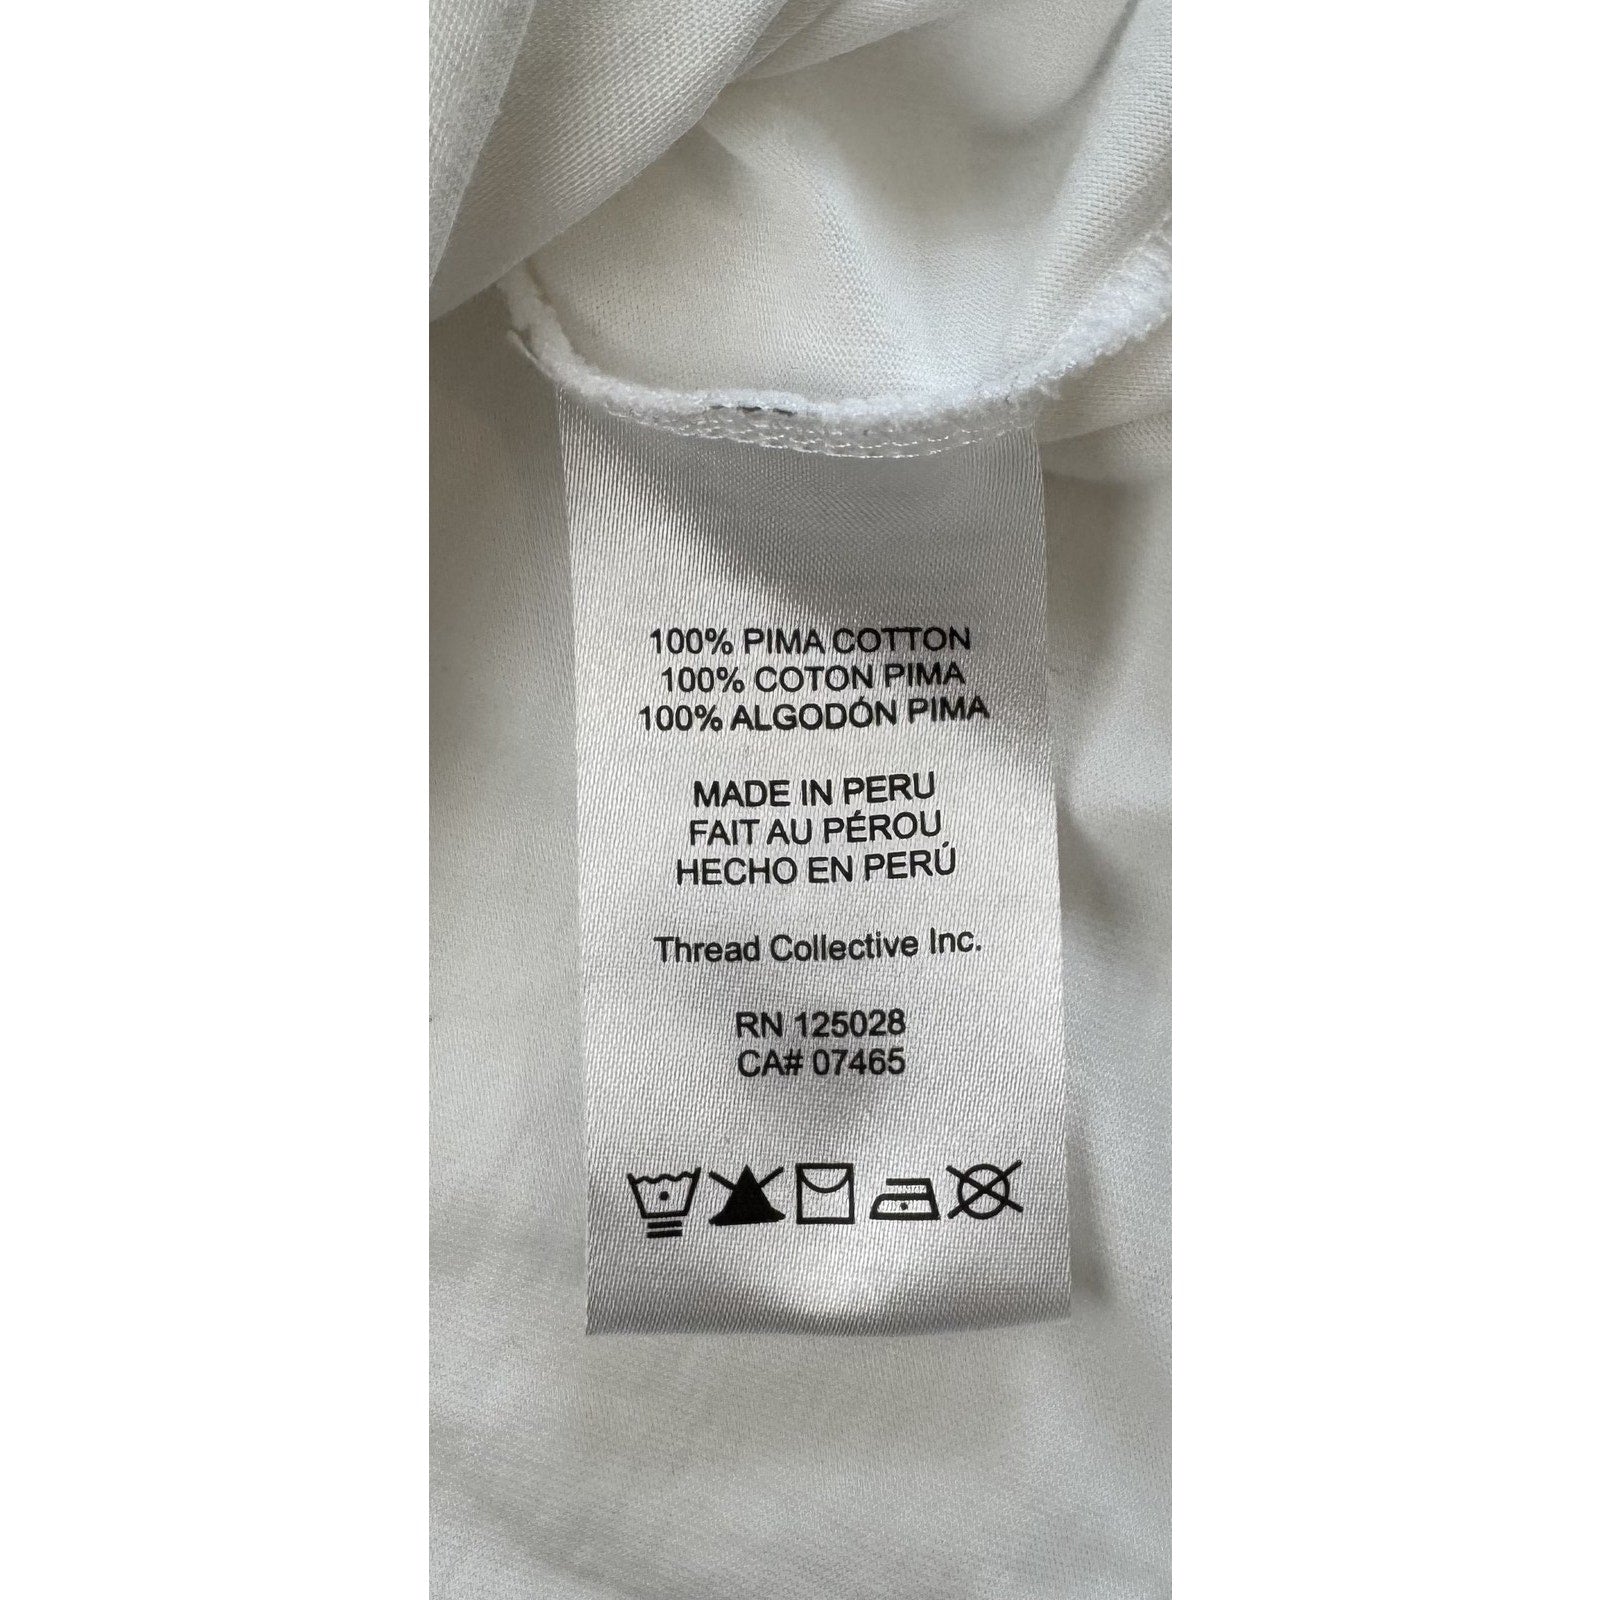 100% PIMA COTTON
100% COTON PIMA
100% ALGODÓN PIMA
MADE IN PERU
FAIT AU PÉROU
HECHO EN PERÚ
Thread Collective Inc.
RN 125028
CA# 07465